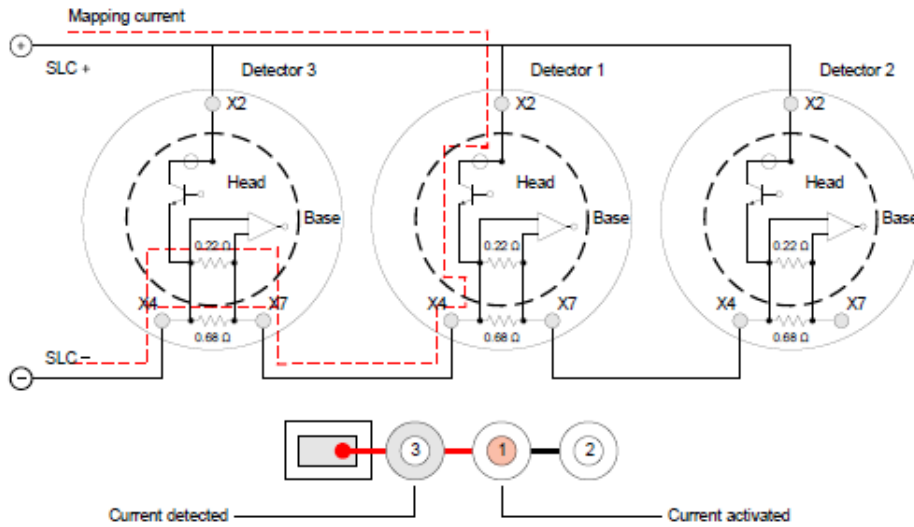 Mapping current
+
SLC +
Detector 3
Detector 1
Detector 2
X2
X2
X2
Head
Head
Head
Base
Base
Base
0.22 Ω
0.22 Ω
0.22 Ω
X4
X7
X4
X7
X4
X7
0.68 Ω
0.68 Ω
0.68 Ω
SLC –
–
3
1
2
Current detected
Current activated